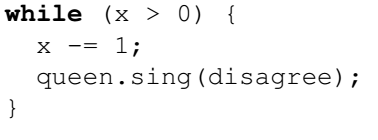 while (x > 0) {
  x -= 1;
  queen.sing(disagree);
}